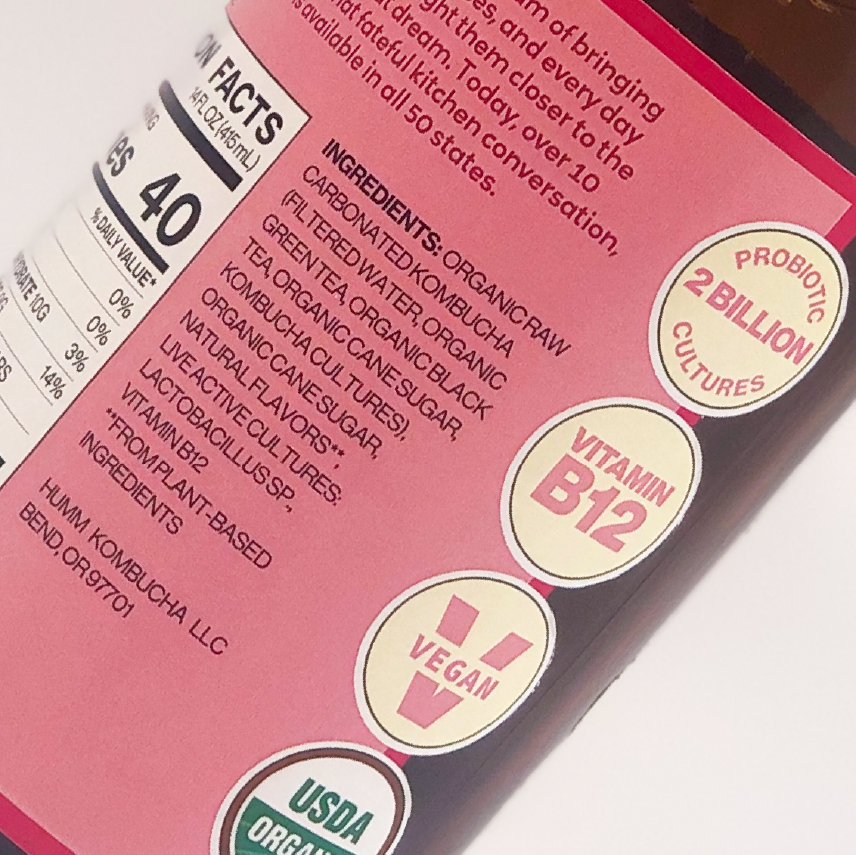 m of bringing
es, and every day
ght them closer to the
t dream. Today, over 10
hat fateful kitchen conversation,
s available in all 50 states.
ON FACTS
14 FL OZ (415mL)
es 40
% DAILY VALUE*
0%
0%
HYDRATE 10G 3%
14%
INGREDIENTS: ORGANIC RAW
CARBONATED KOMBUCHA
(FILTERED WATER, ORGANIC
GREEN TEA, ORGANIC BLACK
TEA, ORGANIC CANE SUGAR,
KOMBUCHA CULTURES),
ORGANIC CANE SUGAR,
NATURAL FLAVORS**,
LIVE ACTIVE CULTURES:
LACTOBACILLUS SP.,
VITAMIN B12
**FROM PLANT-BASED
INGREDIENTS
HUMM KOMBUCHA LLC
BEND, OR 97701
PROBIOTIC
2 BILLION
CULTURES
VITAMIN
B12
VEGAN
USDA
ORGAN